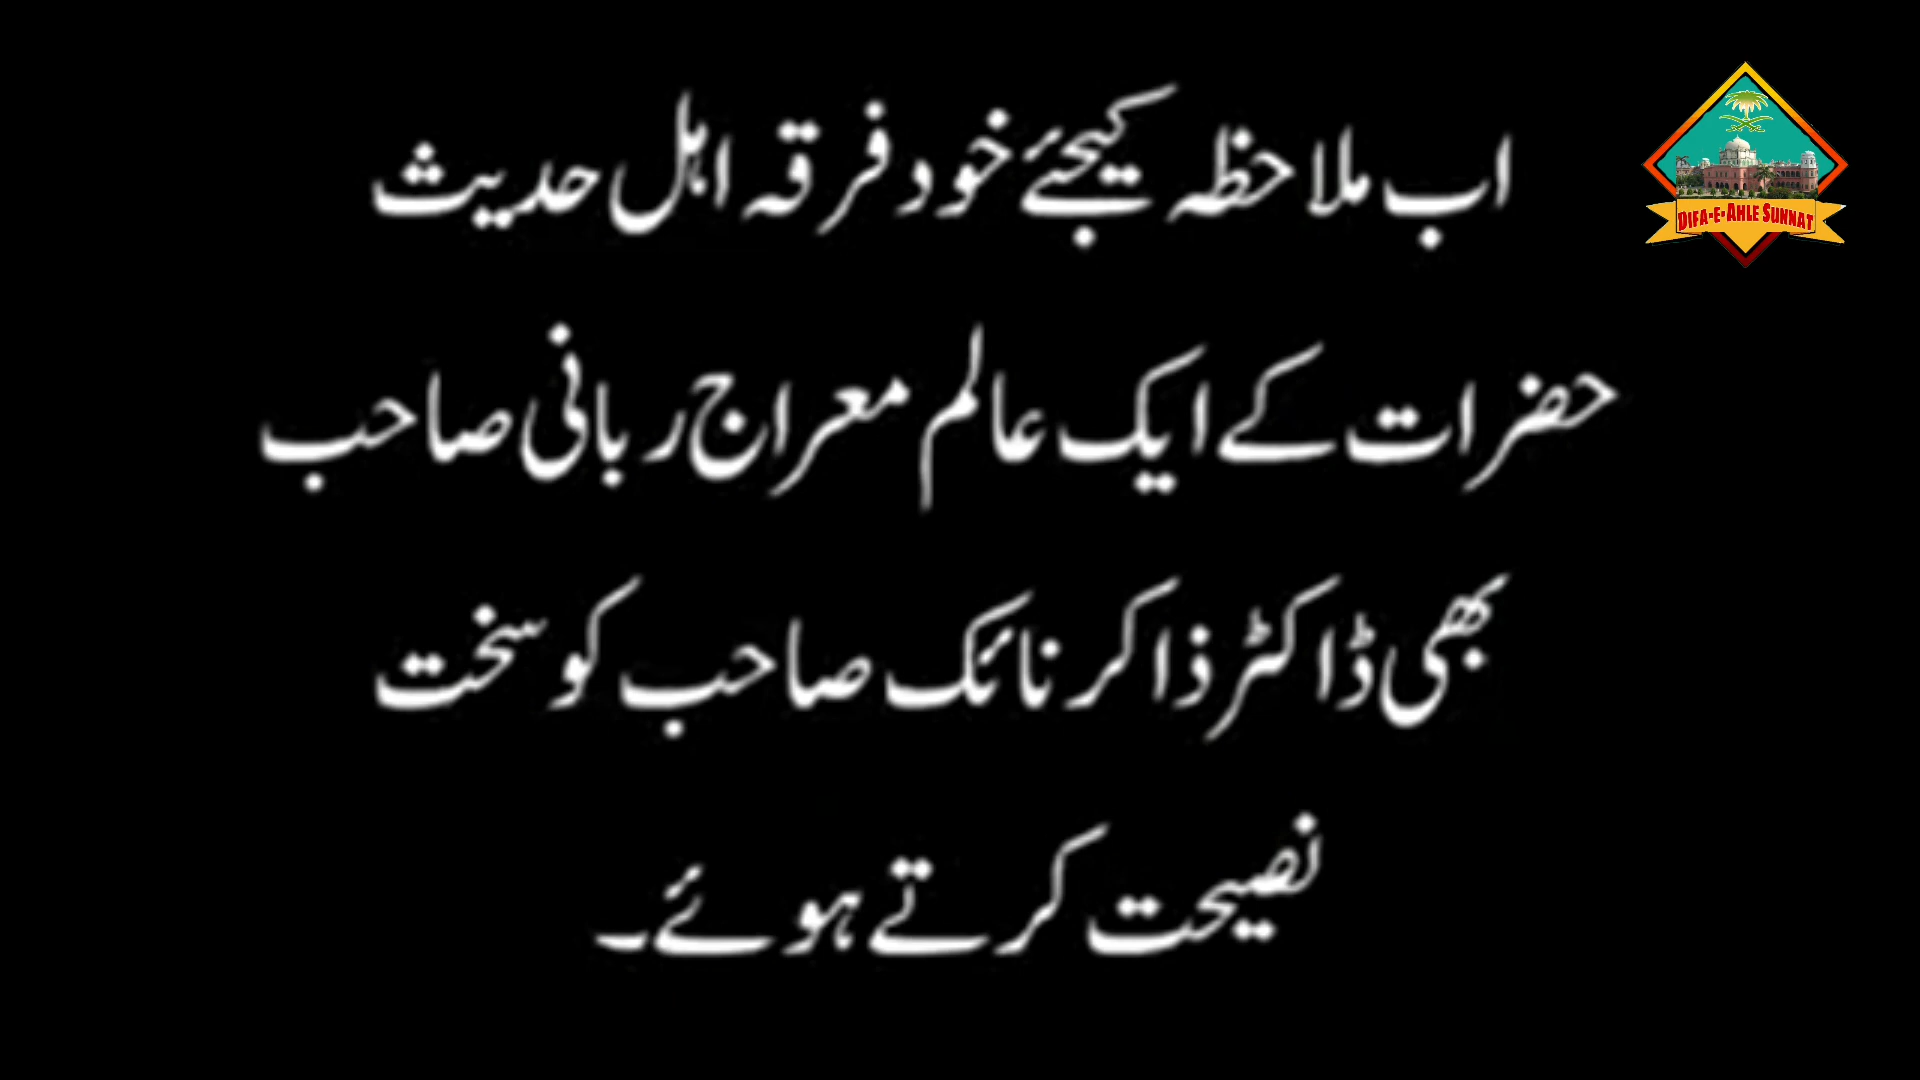 اب ملاحظہ کیجئے خود فرقہ اہل حدیث
حضرات کے ایک عالم معراج ربانی صاحب
بھی ڈاکٹر ذاکر نائک صاحب کو سخت
نصیحت کرتے ہوئے۔
DIFA-E-AHLE SUNNAT